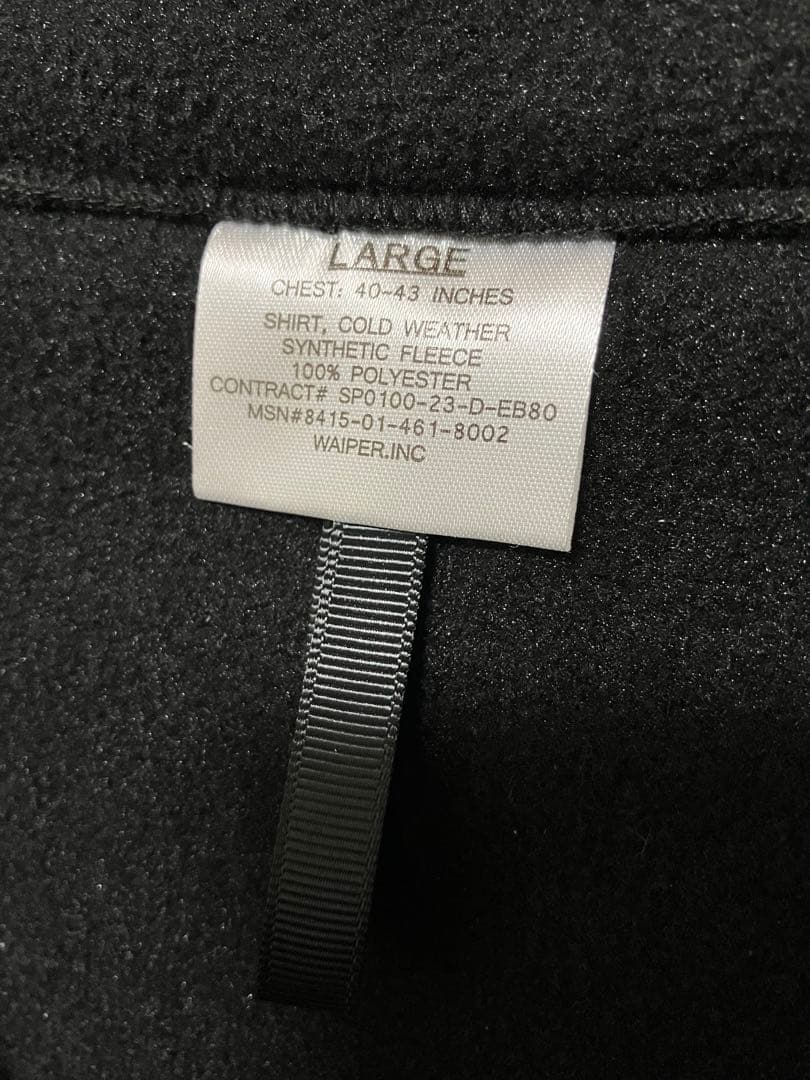 LARGE
CHEST: 40-43 INCHES
SHIRT, COLD WEATHER
SYNTHETIC FLEECE
100% POLYESTER
CONTRACT# SP0100-23-D-EB80
MSN#8415-01-461-8002
WAIPER.INC